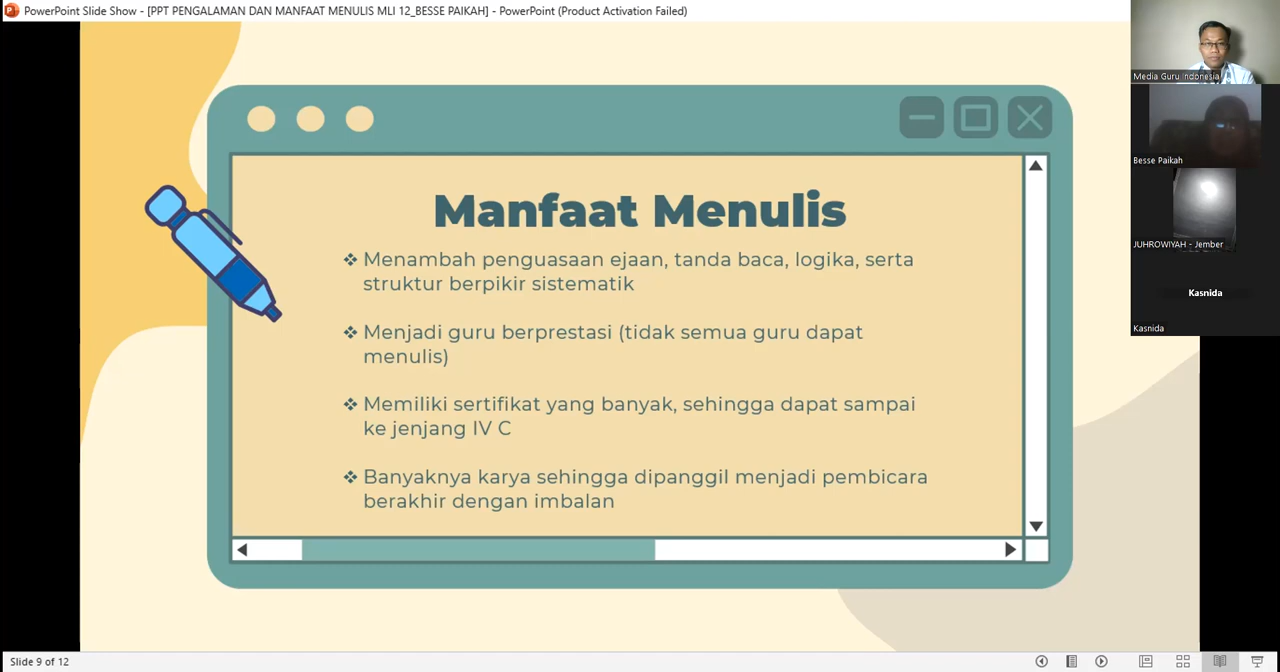 PowerPoint Slide Show - [PPT PENGALAMAN DAN MANFAAT MENULIS MLI 12_BESSE PAIKAH] - PowerPoint (Product Activation Failed)
Manfaat Menulis
❖ Menambah penguasaan ejaan, tanda baca, logika, serta
struktur berpikir sistematik
❖ Menjadi guru berprestasi (tidak semua guru dapat
menulis)
❖ Memiliki sertifikat yang banyak, sehingga dapat sampai
ke jenjang IV C
❖ Banyaknya karya sehingga dipanggil menjadi pembicara
berakhir dengan imbalan
Media Guru Indonesia
Besse Paikah
JUHROWIYAH - Jember
Kasnida
Kasnida
Slide 9 of 12